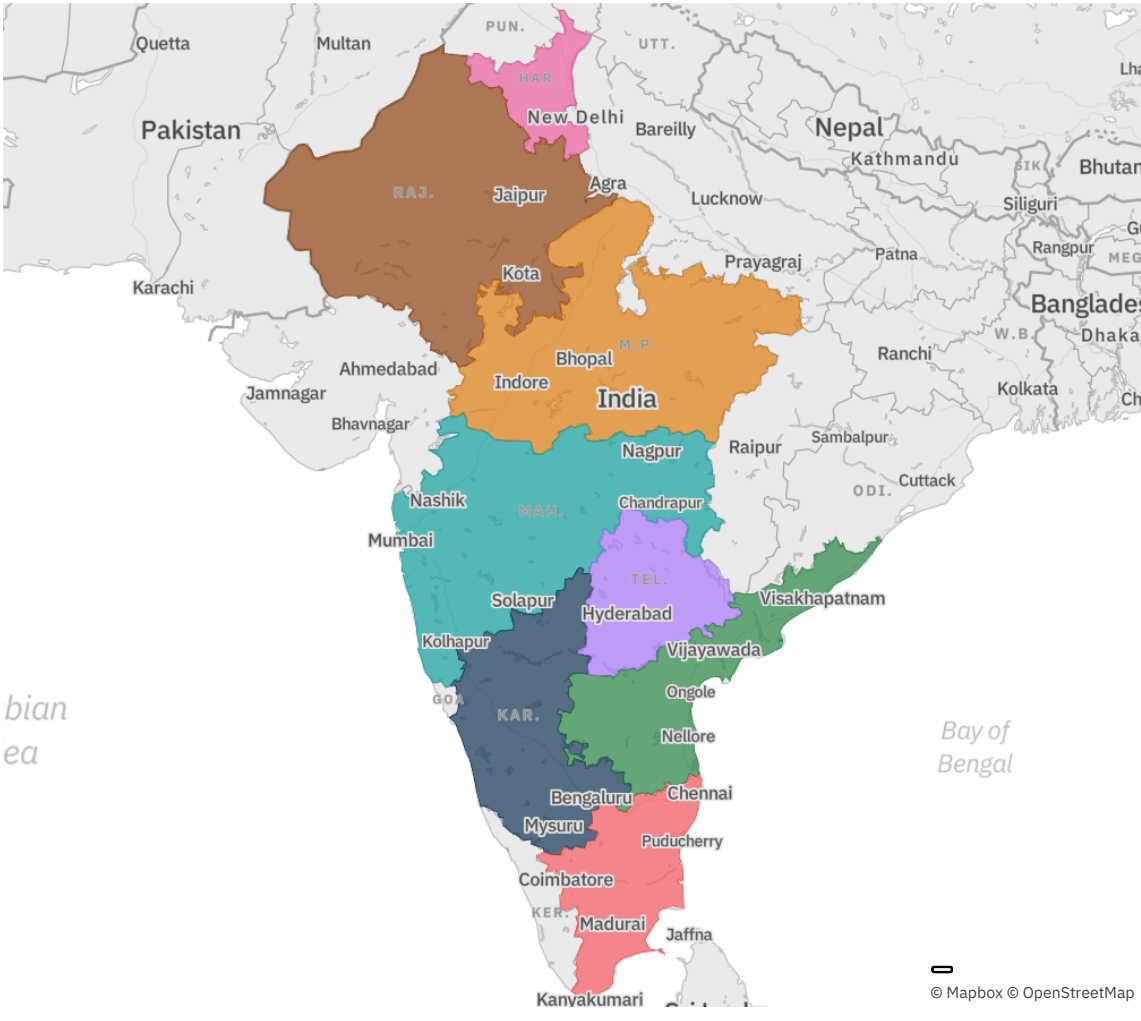 PUN.
Quetta
Multan
UTT.
Lha
HAR.
New Delhi
Pakistan
Bareilly
Nepal
Kathmandu
SIK.
Bhutan
RAJ.
Jaipur
Agra
Lucknow
Siliguri
Gu
Kota
Prayagraj
Patna
Rangpur
MEG
Karachi
Banglades
M.P.
W.B.
Dhaka
Bhopal
Ranchi
Ahmedabad
Indore
Jamnagar
India
Kolkata
Ch
Bhavnagar
Sambalpur
Nagpur
Raipur
Cuttack
ODI.
Nashik
Chandrapur
MAH.
Mumbai
TEL.
Solapur
Hyderabad
Visakhapatnam
Kolhapur
Vijayawada
GOA
Ongole
bian
ea
KAR.
Nellore
Bay of
Bengal
Bengaluru
Chennai
Mysuru
Puducherry
Coimbatore
KER.
Madurai
Jaffna
Kanyakumari
© Mapbox © OpenStreetMap